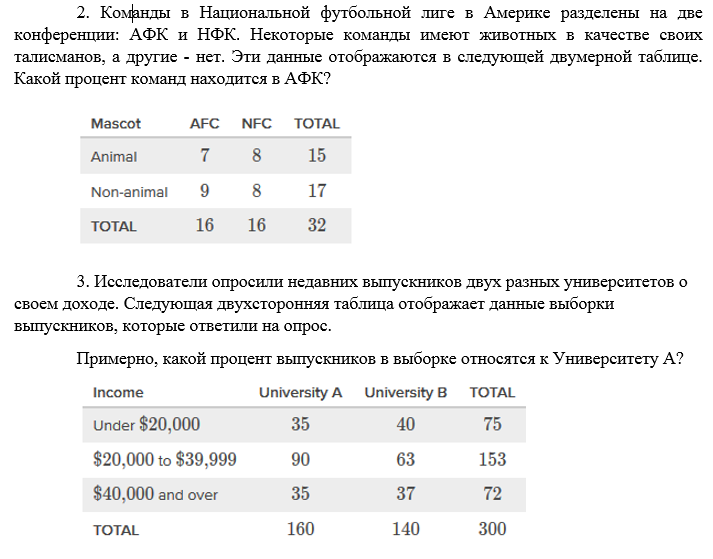 2. Команды в Национальной футбольной лиге в Америке разделены на две
конференции: АФК и НФК. Некоторые команды имеют животных в качестве своих
талисманов, а другие - нет. Эти данные отображаются в следующей двумерной таблице.
Какой процент команд находится в АФК?
Mascot AFC NFC TOTAL
Animal 7 8 15
Non-animal 9 8 17
TOTAL 16 16 32
3. Исследователи опросили недавних выпускников двух разных университетов о
своем доходе. Следующая двухсторонняя таблица отображает данные выборки
выпускников, которые ответили на опрос.
Примерно, какой процент выпускников в выборке относятся к Университету А?
Income University A University B TOTAL
Under $20,000 35 40 75
$20,000 to $39,999 90 63 153
$40,000 and over 35 37 72
TOTAL 160 140 300